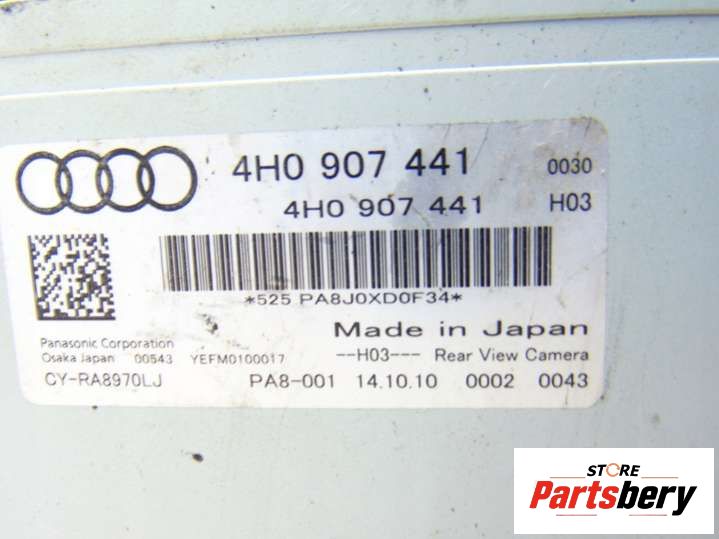 4H0 907 441 0030
4H0 907 441 H03
*525 PA8J0XD0F34*
Made in Japan
Panasonic Corporation
Osaka Japan 00543 YEFM0100017 --H03--- Rear View Camera
CY-RA8970LJ PA8-001 14.10.10 0002 0043
STORE
Partsbery